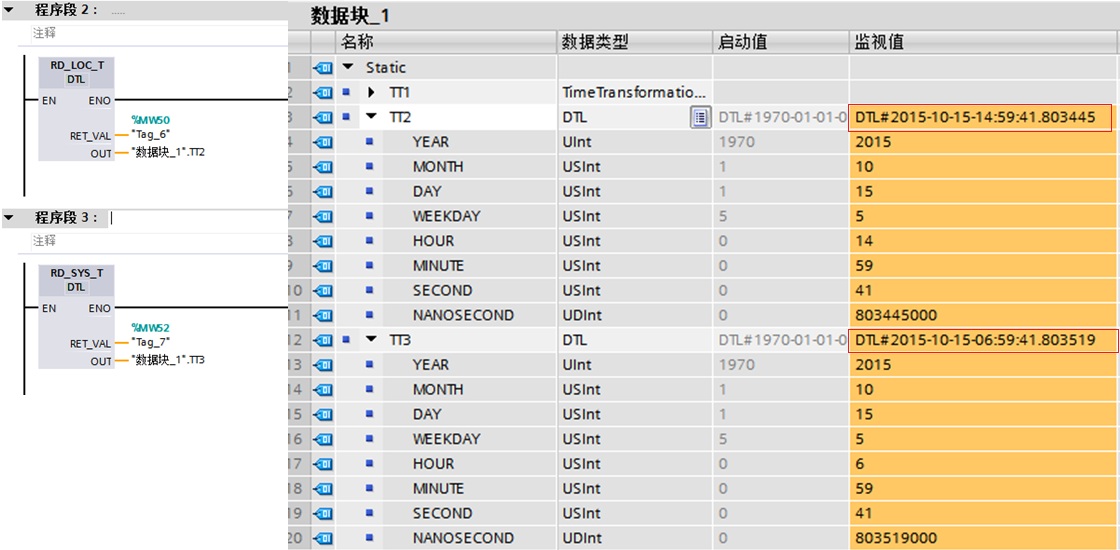 程序段 2： .....
注释
RD_LOC_T
DTL
EN ENO
%MW50
RET_VAL "Tag_6"
OUT "数据块_1".TT2
程序段 3：
注释
RD_SYS_T
DTL
EN ENO
%MW52
RET_VAL "Tag_7"
OUT "数据块_1".TT3
数据块_1
名称 数据类型 启动值 监视值
1 Static
2 TT1 TimeTransformatio...
3 TT2 DTL DTL#1970-01-01-0 DTL#2015-10-15-14:59:41.803445
4 YEAR UInt 1970 2015
5 MONTH USInt 1 10
6 DAY USInt 1 15
7 WEEKDAY USInt 5 5
8 HOUR USInt 0 14
9 MINUTE USInt 0 59
10 SECOND USInt 0 41
11 NANOSECOND UDInt 0 803445000
12 TT3 DTL DTL#1970-01-01-0 DTL#2015-10-15-06:59:41.803519
13 YEAR UInt 1970 2015
14 MONTH USInt 1 10
15 DAY USInt 1 15
16 WEEKDAY USInt 5 5
17 HOUR USInt 0 6
18 MINUTE USInt 0 59
19 SECOND USInt 0 41
20 NANOSECOND UDInt 0 803519000